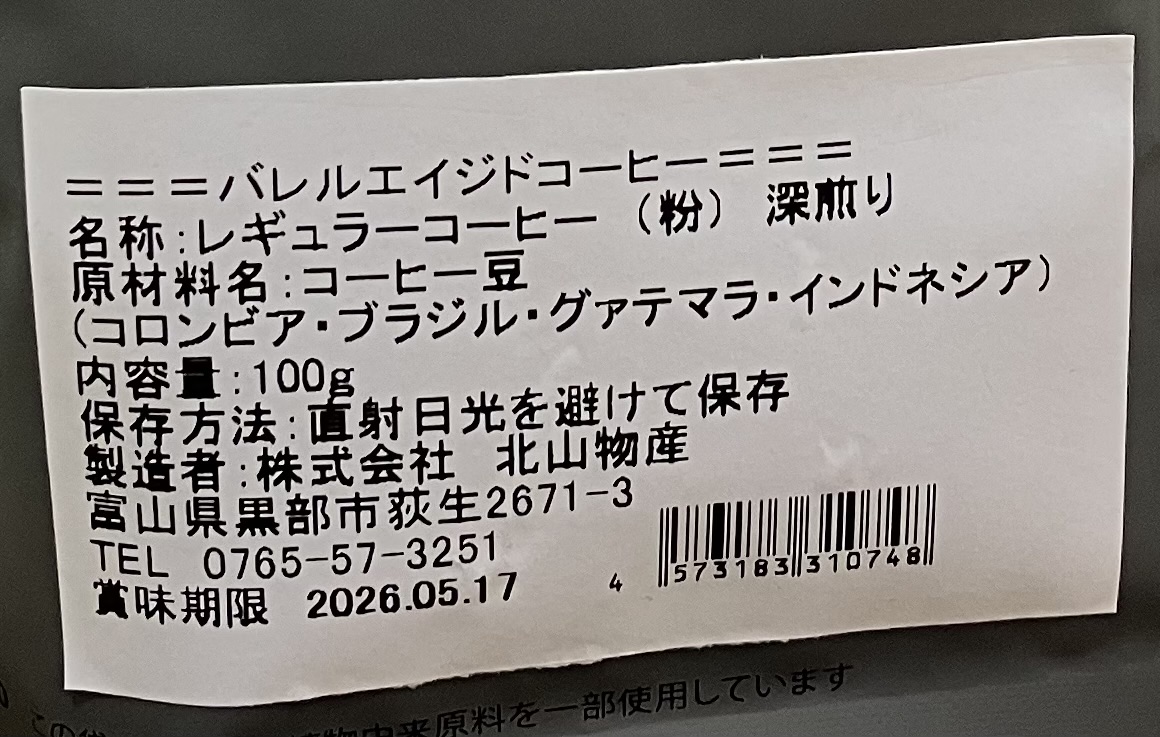 ＝＝＝バレルエイジドコーヒー＝＝＝
名称:レギュラーコーヒー （粉） 深煎り
原材料名:コーヒー豆
(コロンビア・ブラジル・グァテマラ・インドネシア)
内容量:100g
保存方法:直射日光を避けて保存
製造者:株式会社 北山物産
富山県黒部市荻生2671-3
TEL 0765-57-3251
賞味期限 2026.05.17
4 573183 310748
この袋 物由来原料を一部使用しています